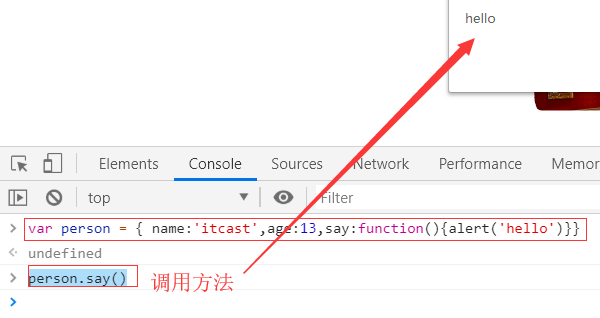 hello
Elements Console Sources Network Performance Memor
top Filter
var person = { name:'itcast',age:13,say:function(){alert('hello')}}
undefined
person.say()
调用方法